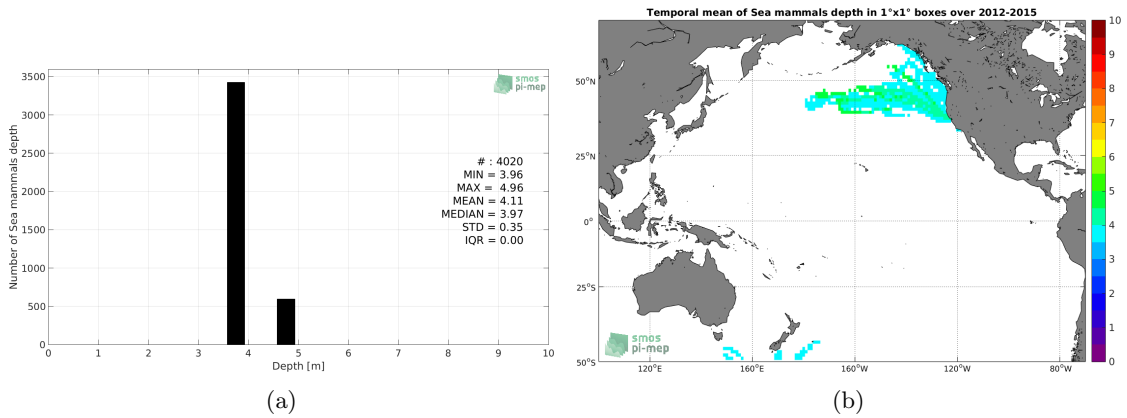 3500
3000
2500
2000
1500
1000
500
0
Number of Sea mammals depth
smos
pi-mep
# : 4020
MIN = 3.96
MAX = 4.96
MEAN = 4.11
MEDIAN = 3.97
STD = 0.35
IQR = 0.00
0 1 2 3 4 5 6 7 8 9 10
Depth [m]
(a)
Temporal mean of Sea mammals depth in 1°x1° boxes over 2012-2015
50°N
25°N
0°
25°S
50°S
smos
pi-mep
120°E 160°E 160°W 120°W 80°W
10
9
8
7
6
5
4
3
2
1
0
(b)